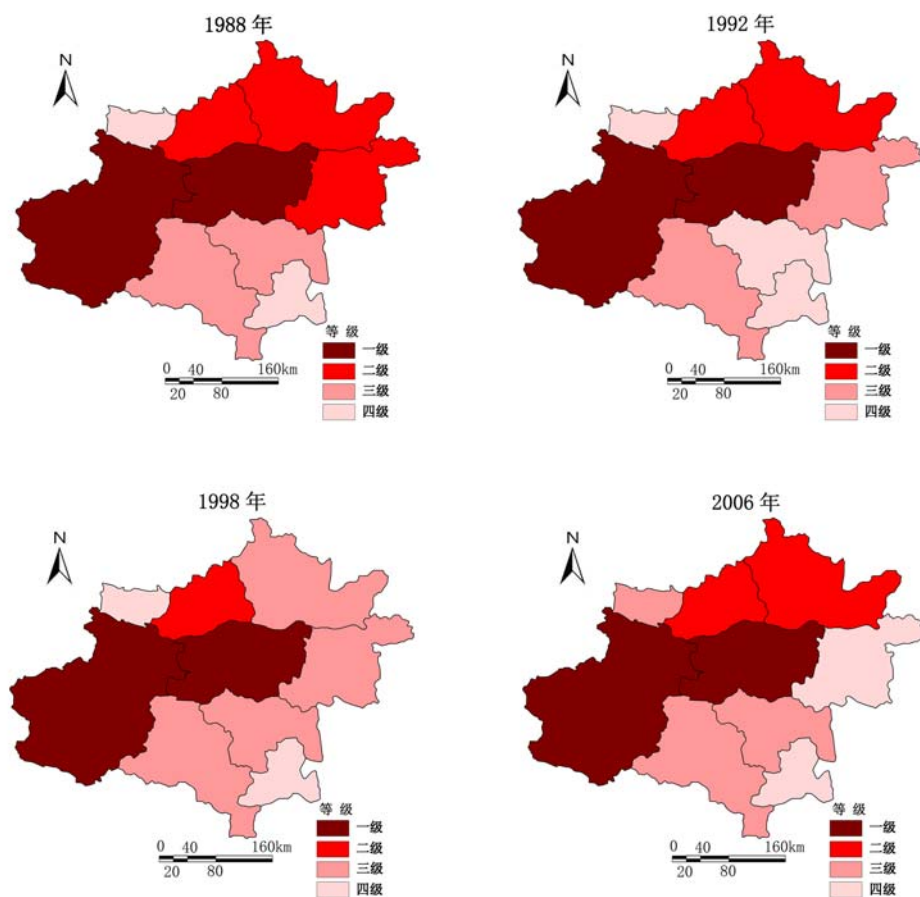 1988 年
N
等 级
一级
二级
三级
四级
0 40 160km
20 80
1992 年
N
等 级
一级
二级
三级
四级
0 40 160km
20 80
1998 年
N
等 级
一级
二级
三级
四级
0 40 160km
20 80
2006 年
N
等 级
一级
二级
三级
四级
0 40 160km
20 80